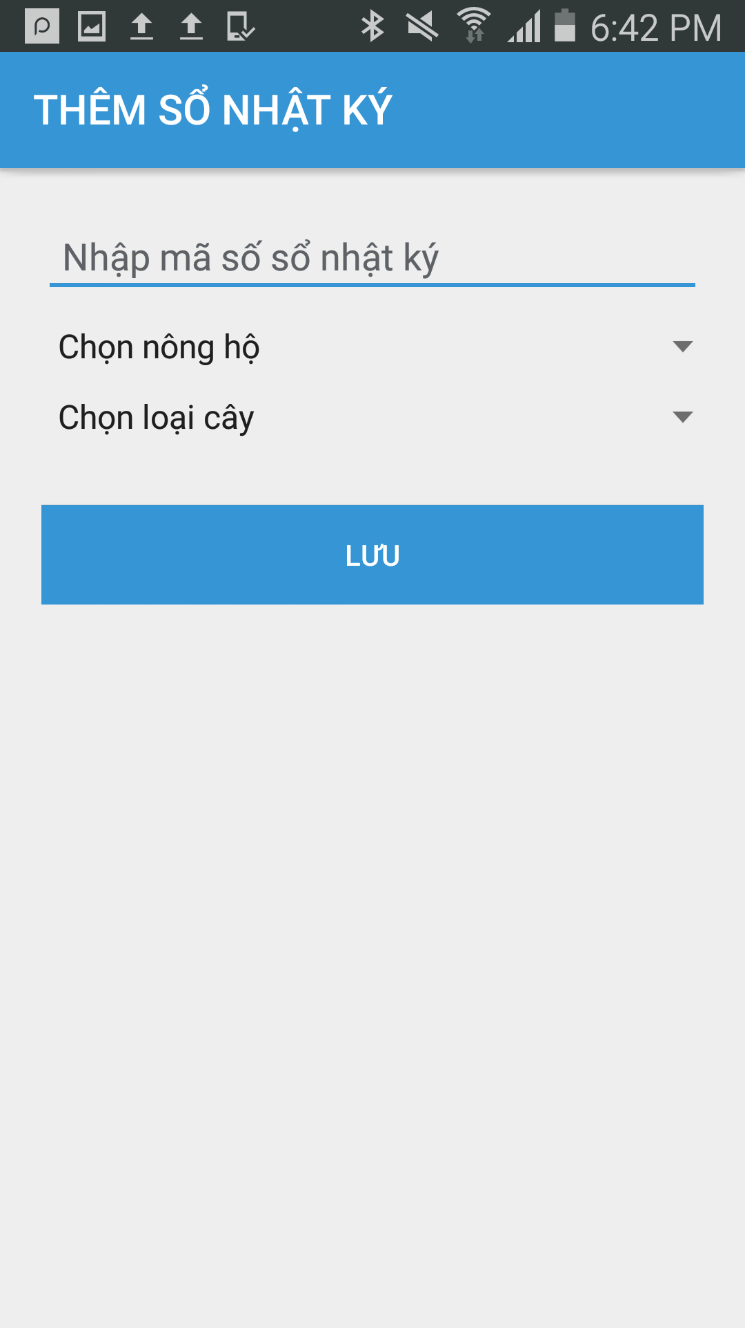 6:42 PM
THÊM SỔ NHẬT KÝ
Nhập mã số sổ nhật ký
Chọn nông hộ
Chọn loại cây
LƯU